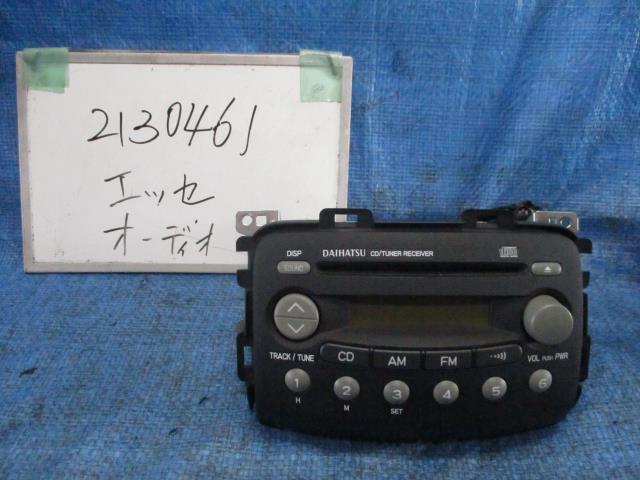 2130461
エッセ
オーディオ
DISP DAIHATSU CD/TUNER RECEIVER
SOUND
TRACK / TUNE CD AM FM VOL PUSH PWR
1 2 3 4 5 6
H M SET